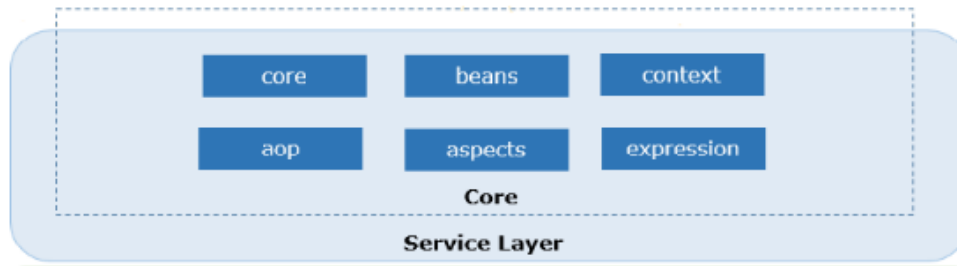 core beans context
aop aspects expression
Core
Service Layer